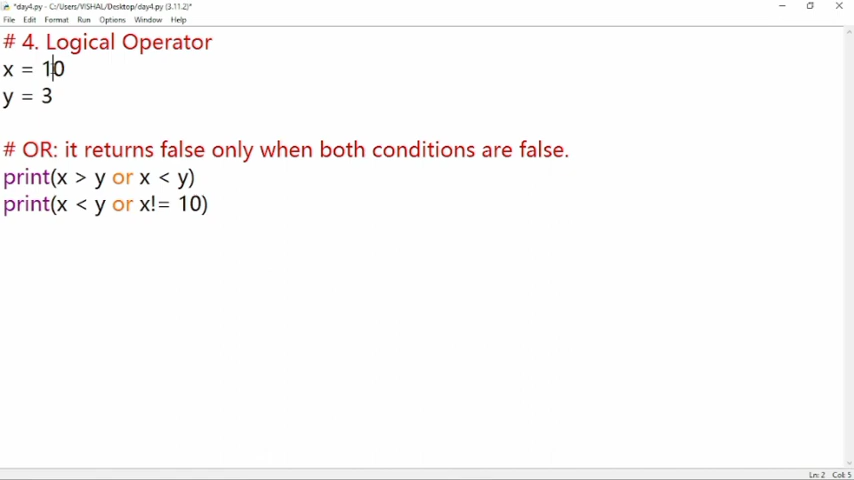 *day4.py - C:/Users/VISHAL/Desktop/day4.py (3.11.2)*
File Edit Format Run Options Window Help
# 4. Logical Operator
x = 10
y = 3
# OR: it returns false only when both conditions are false.
print(x > y or x < y)
print(x < y or x!= 10)
Ln: 2 Col: 5